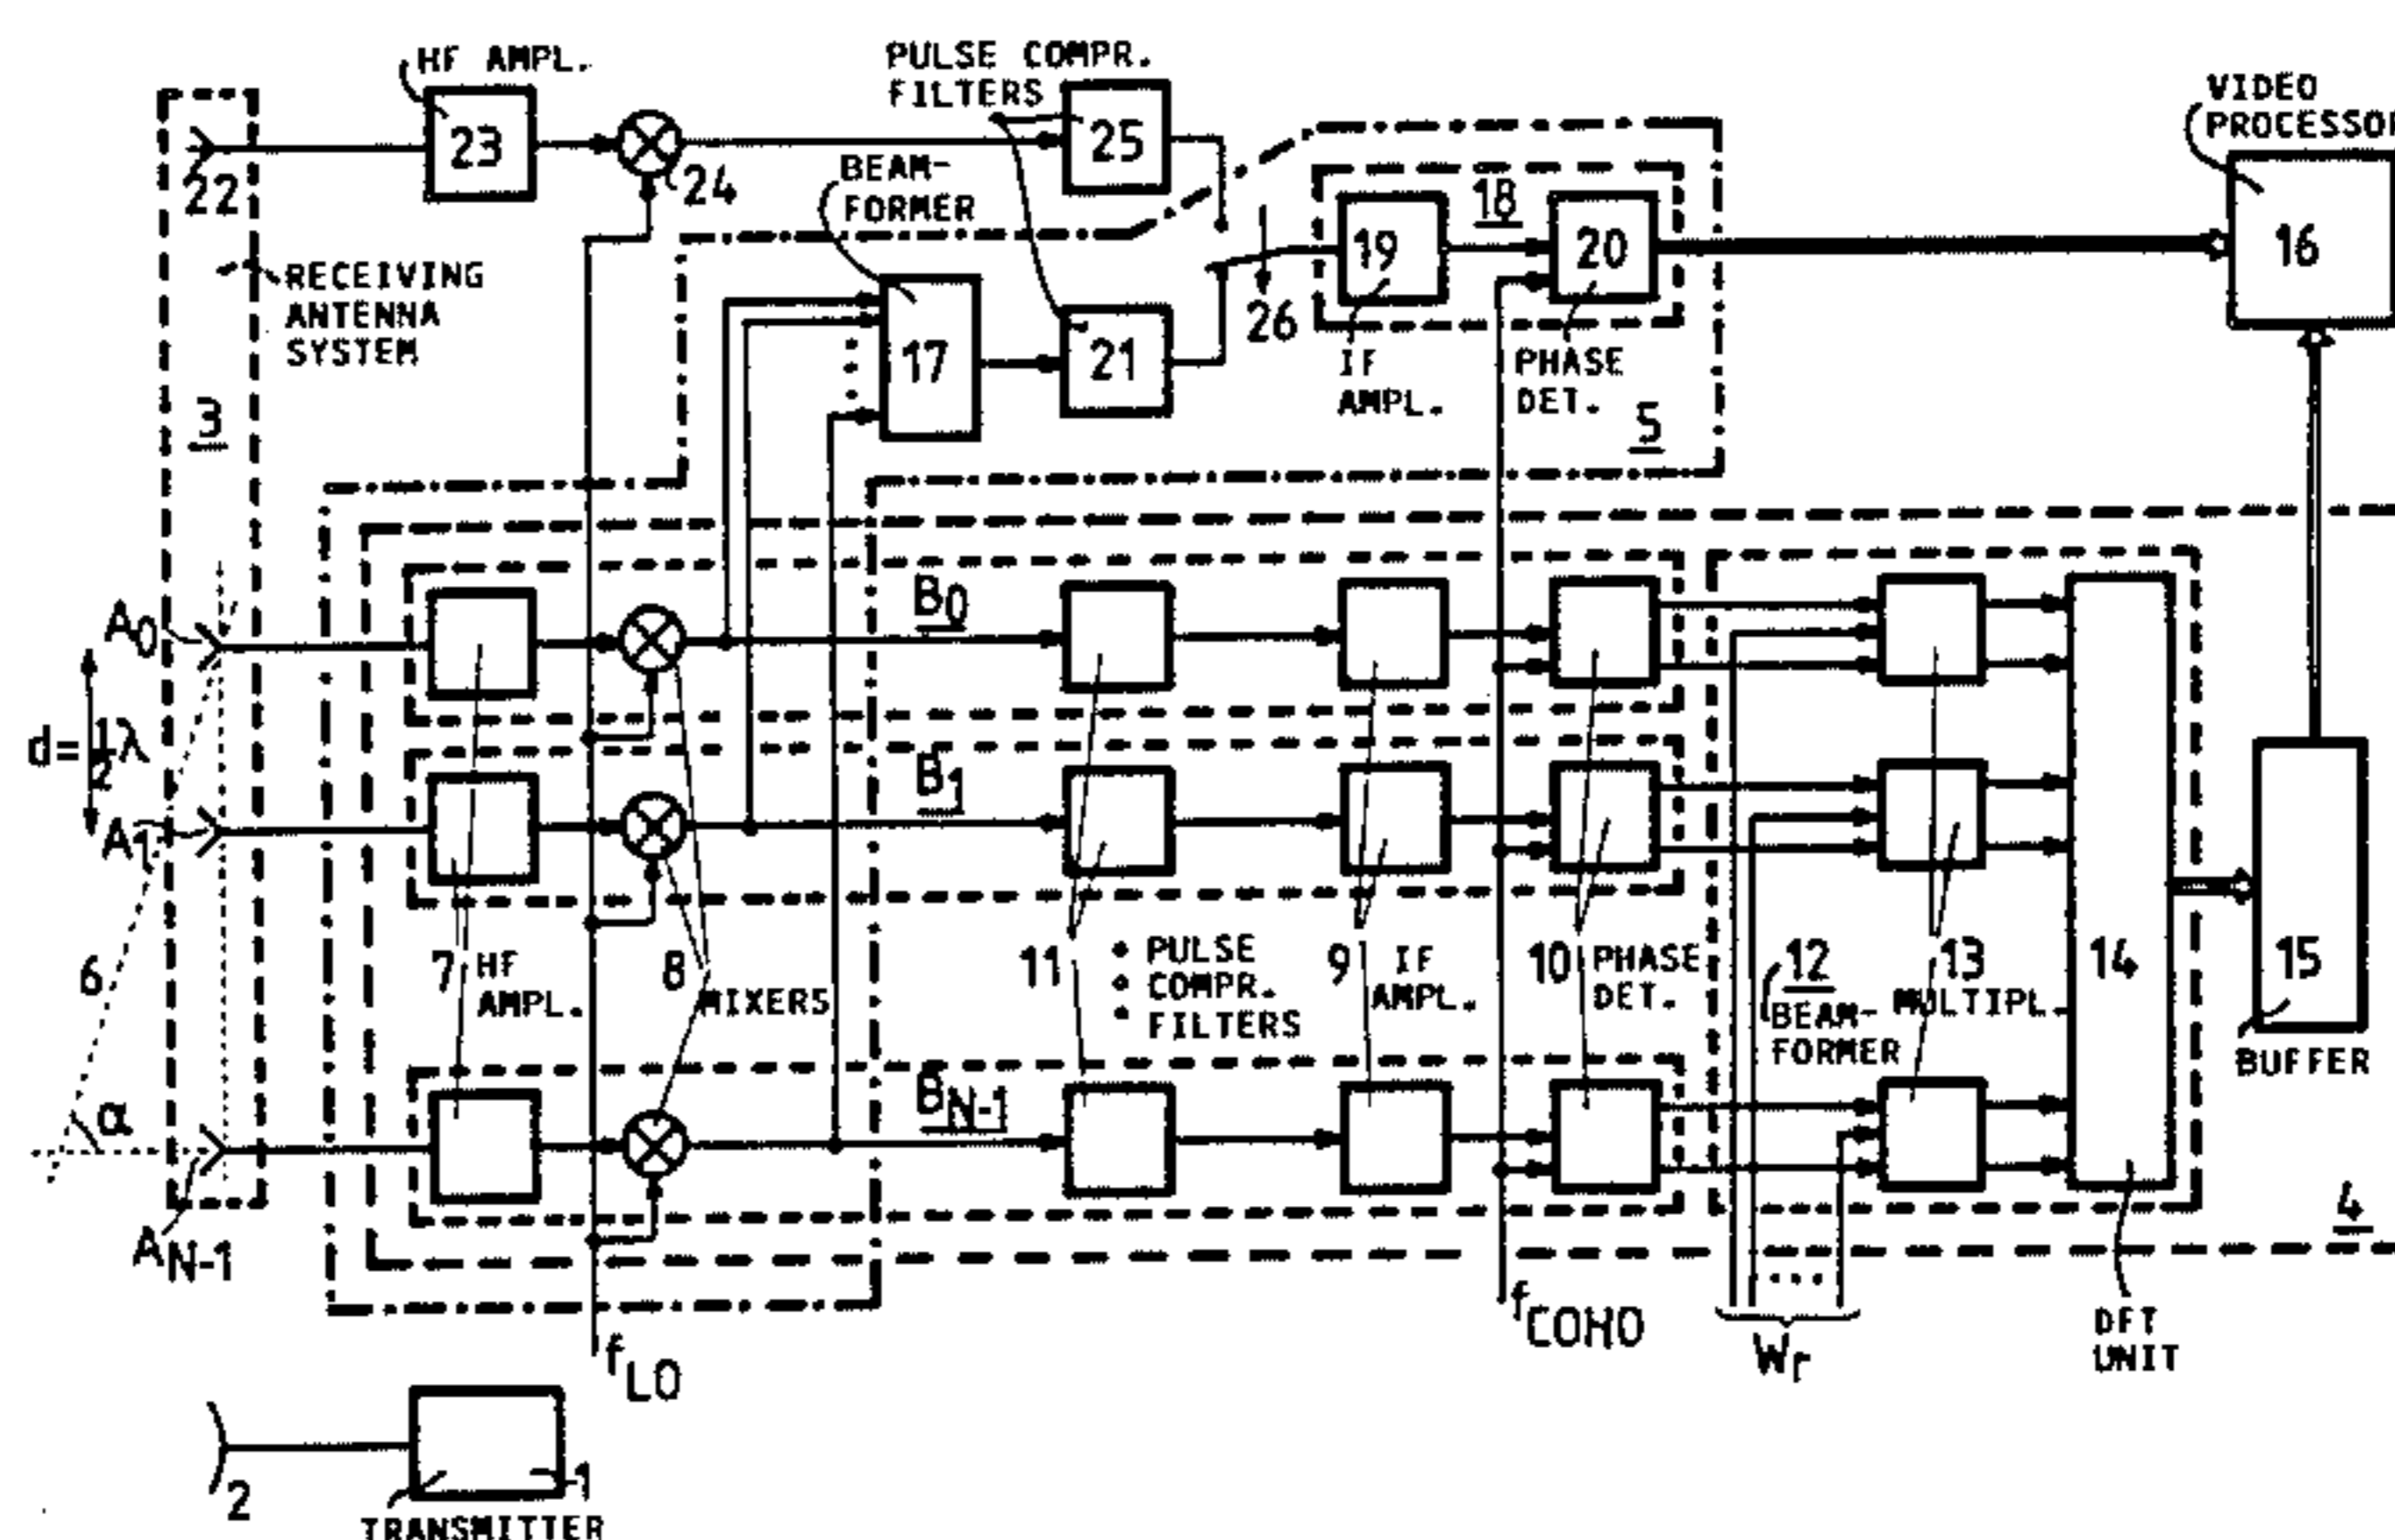 HF AMPL.
23
22
24
PULSE COMPR.
FILTERS
25
BEAM-
FORMER
17
21
26
18
19
20
IF
AMPL.
PHASE
DET.
5
VIDEO
PROCESSOR
16
RECEIVING
ANTENNA
SYSTEM
3
A0
d=1/2λ
A1
6
α
AN-1
B0
B1
BN-1
7 HF
AMPL.
8
MIXERS
11
PULSE
COMPR.
FILTERS
9 IF
AMPL.
10 PHASE
DET.
12
BEAM-
FORMER
13
MULTIPL.
14
15
BUFFER
4
fLO
fCOHO
Wr
DFT
UNIT
2
1
TRANSMITTER